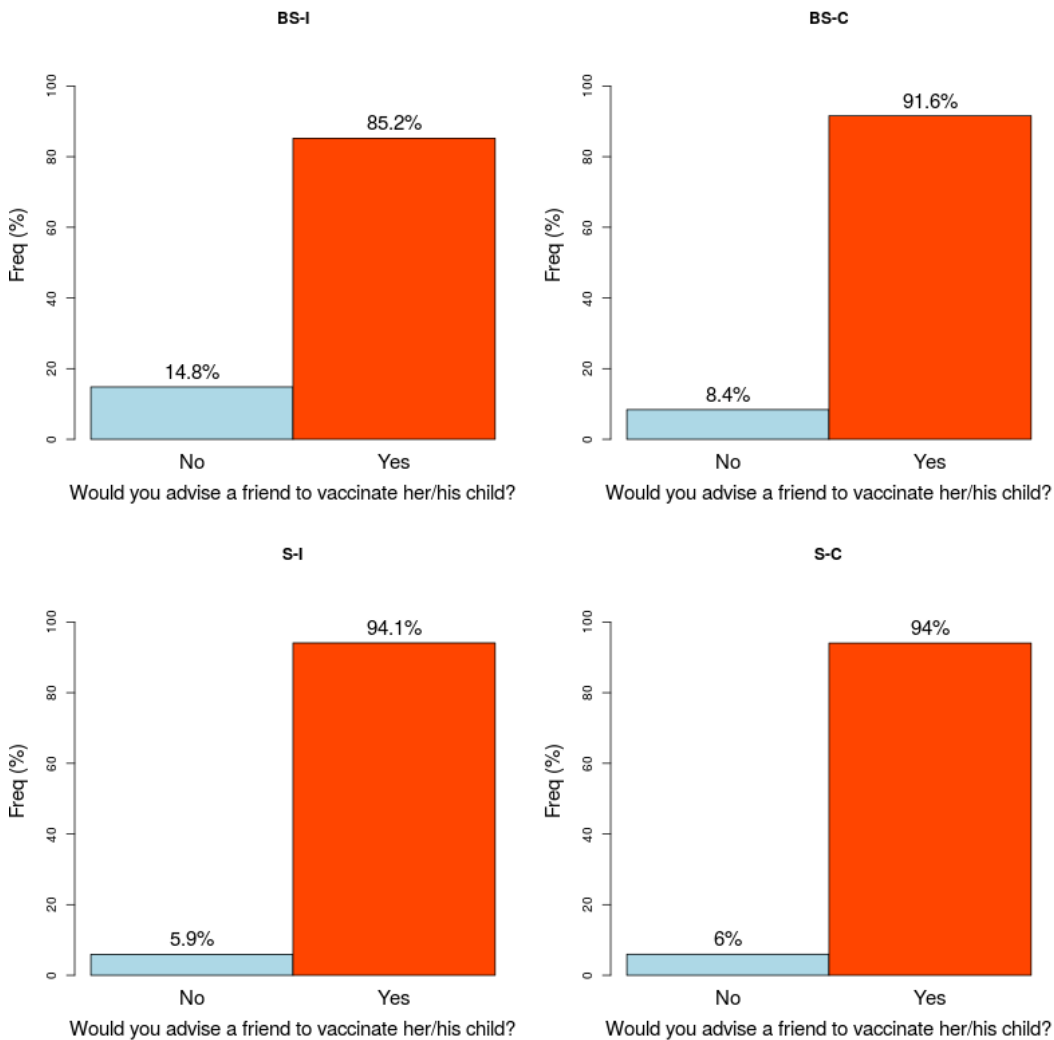 BS-I
100
80
60
40
20
0
Freq (%)
14.8%
85.2%
No Yes
Would you advise a friend to vaccinate her/his child?
BS-C
100
80
60
40
20
0
Freq (%)
8.4%
91.6%
No Yes
Would you advise a friend to vaccinate her/his child?
S-I
100
80
60
40
20
0
Freq (%)
5.9%
94.1%
No Yes
Would you advise a friend to vaccinate her/his child?
S-C
100
80
60
40
20
0
Freq (%)
6%
94%
No Yes
Would you advise a friend to vaccinate her/his child?